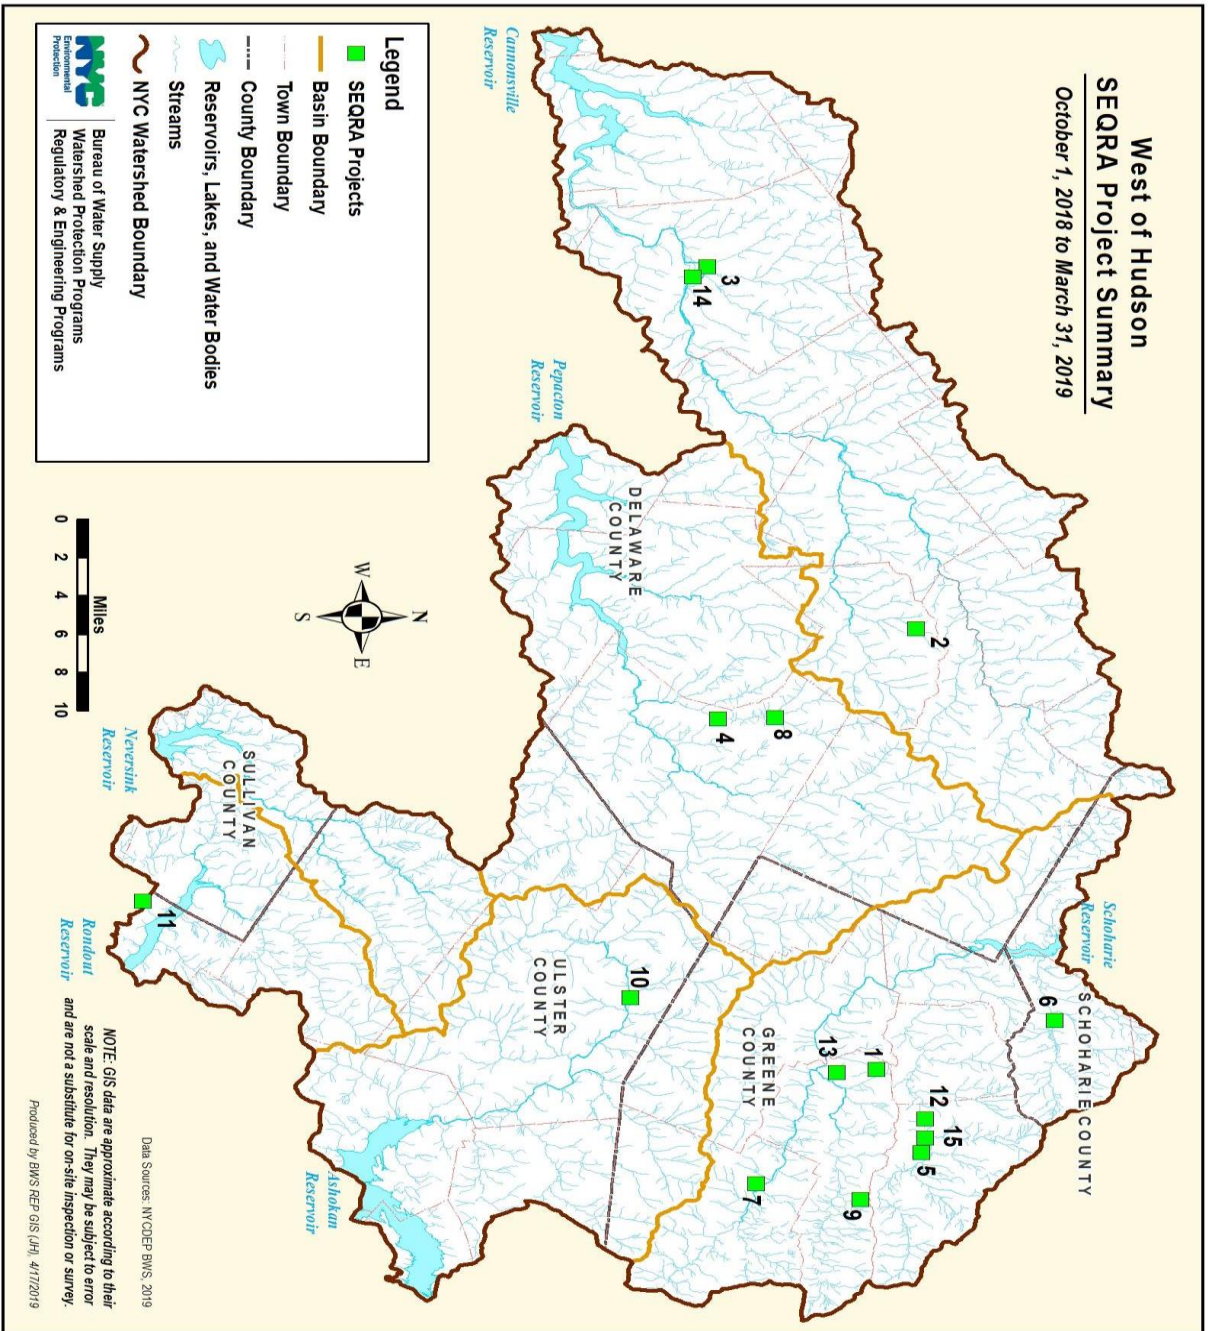 West of Hudson
SEQRA Project Summary
October 1, 2018 to March 31, 2019
Cannonsville
Reservoir
Pepacton
Reservoir
Schoharie
Reservoir
Neversink
Reservoir
Rondout
Reservoir
Ashokan
Reservoir
DELAWARE
COUNTY
SCHOHARIE COUNTY
GREENE
COUNTY
ULSTER
COUNTY
SULLIVAN
COUNTY
3
14
2
8
4
6
1
13
12
15
5
9
7
10
11
Legend
SEQRA Projects
Basin Boundary
Town Boundary
County Boundary
Reservoirs, Lakes, and Water Bodies
Streams
NYC Watershed Boundary
NYC
Environmental
Protection
Bureau of Water Supply
Watershed Protection Programs
Regulatory & Engineering Programs
N
W
E
S
Miles
0 2 4 6 8 10
Data Sources: NYCDEP BWS, 2019
NOTE: GIS data are approximate according to their
scale and resolution. They may be subject to error
and are not a substitute for on-site inspection or survey.
Produced by BWS REP GIS (JH), 4/17/2019